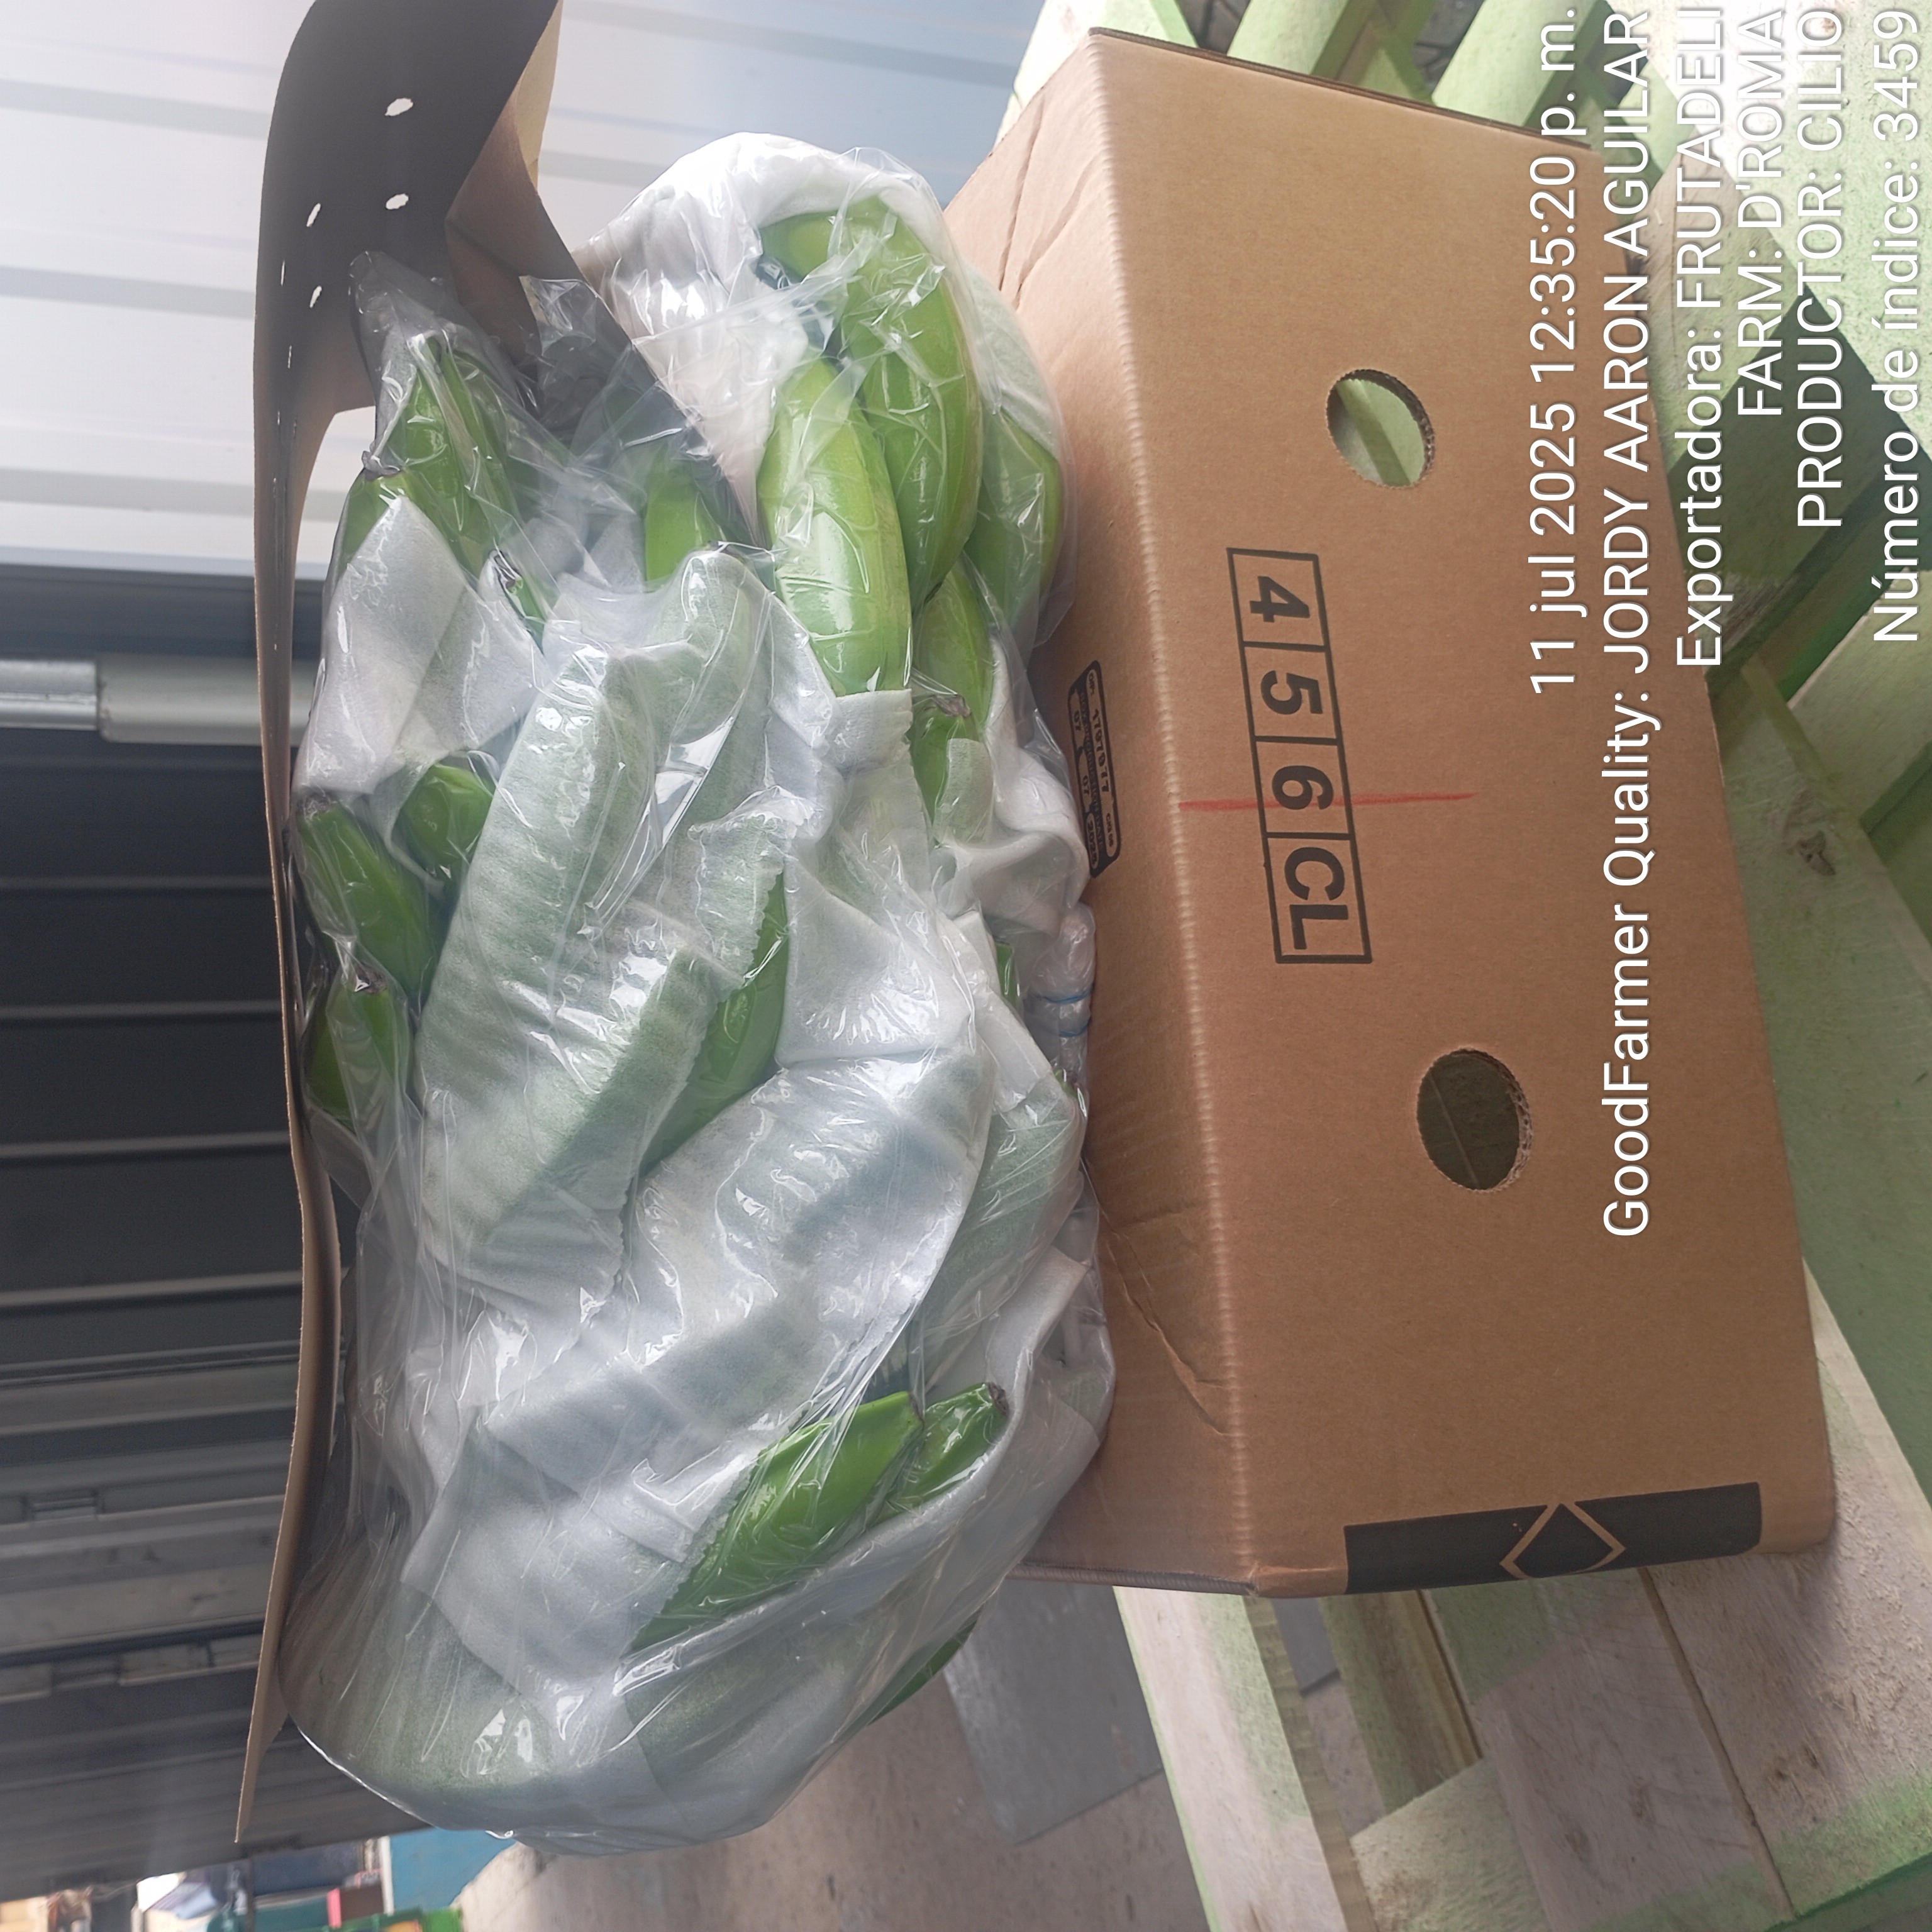 1797977
4 5 6 CL
11 jul 2025 12:35:20 p. m.
GoodFarmer Quality: JORDY AARON AGUILAR
Exportadora: FRUTADELI
FARM: D'ROMA
PRODUCTOR: CILIO
Número de índice: 3459